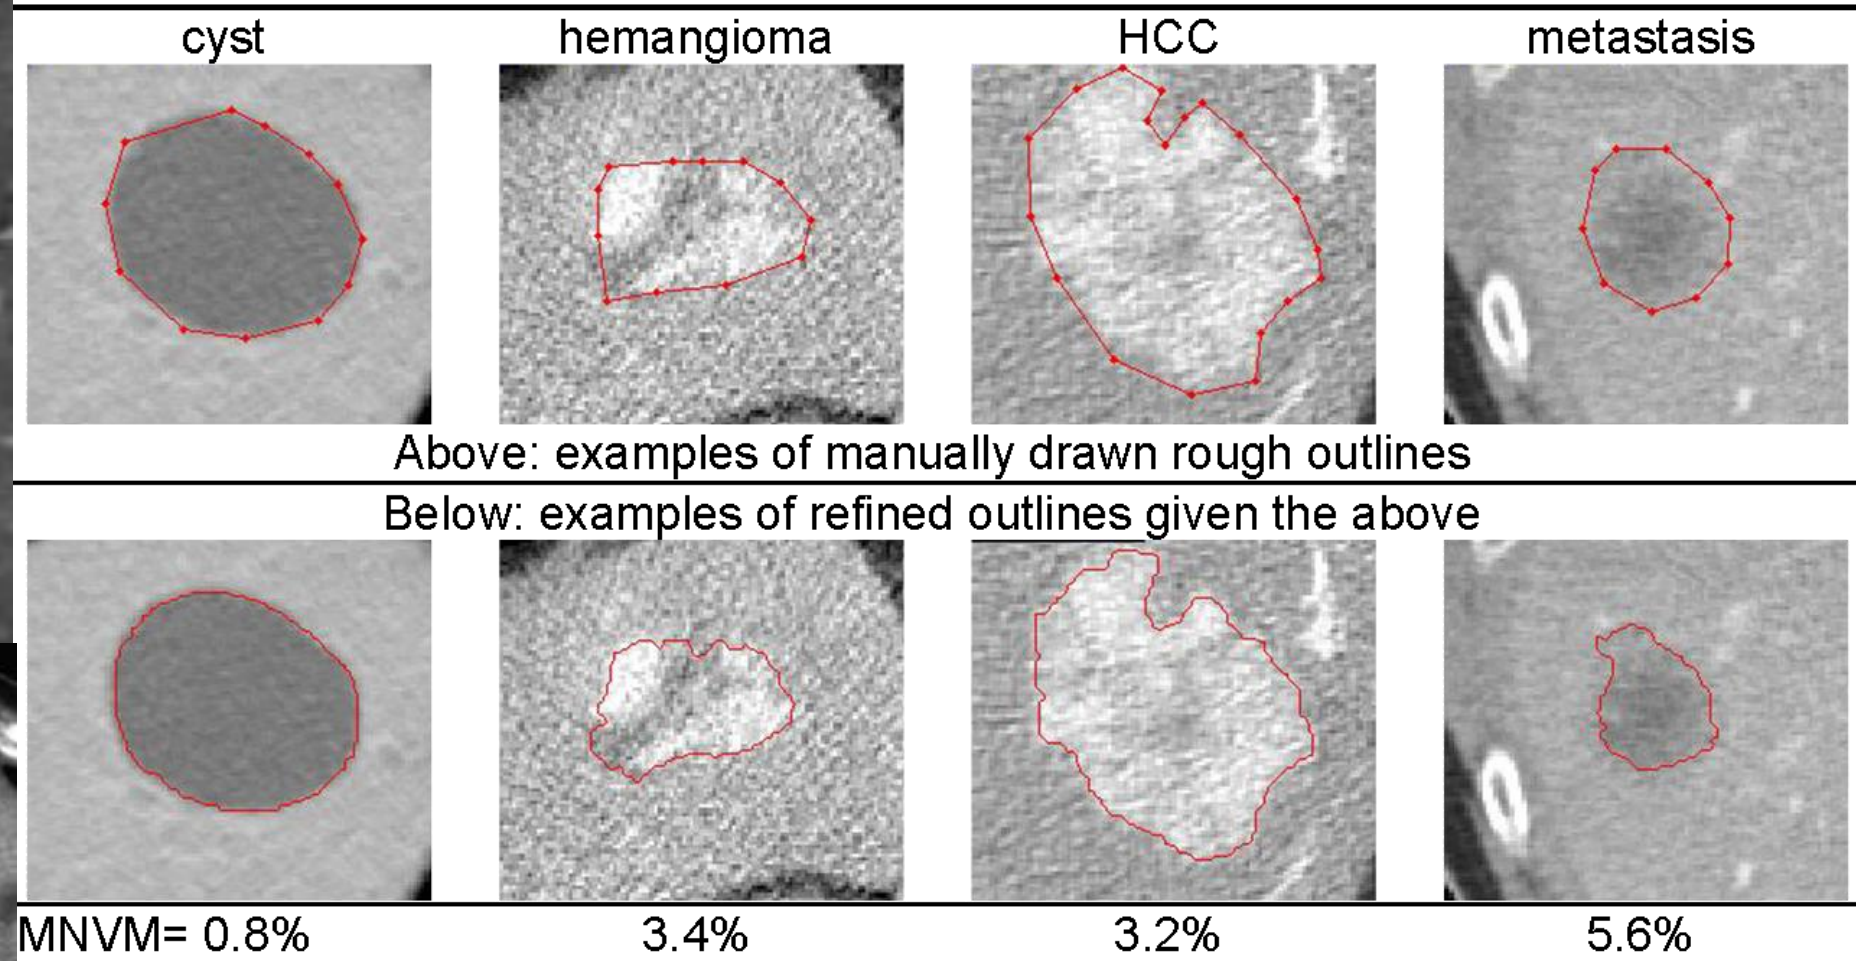 cyst hemangioma HCC metastasis
Above: examples of manually drawn rough outlines
Below: examples of refined outlines given the above
MNVM= 0.8% 3.4% 3.2% 5.6%